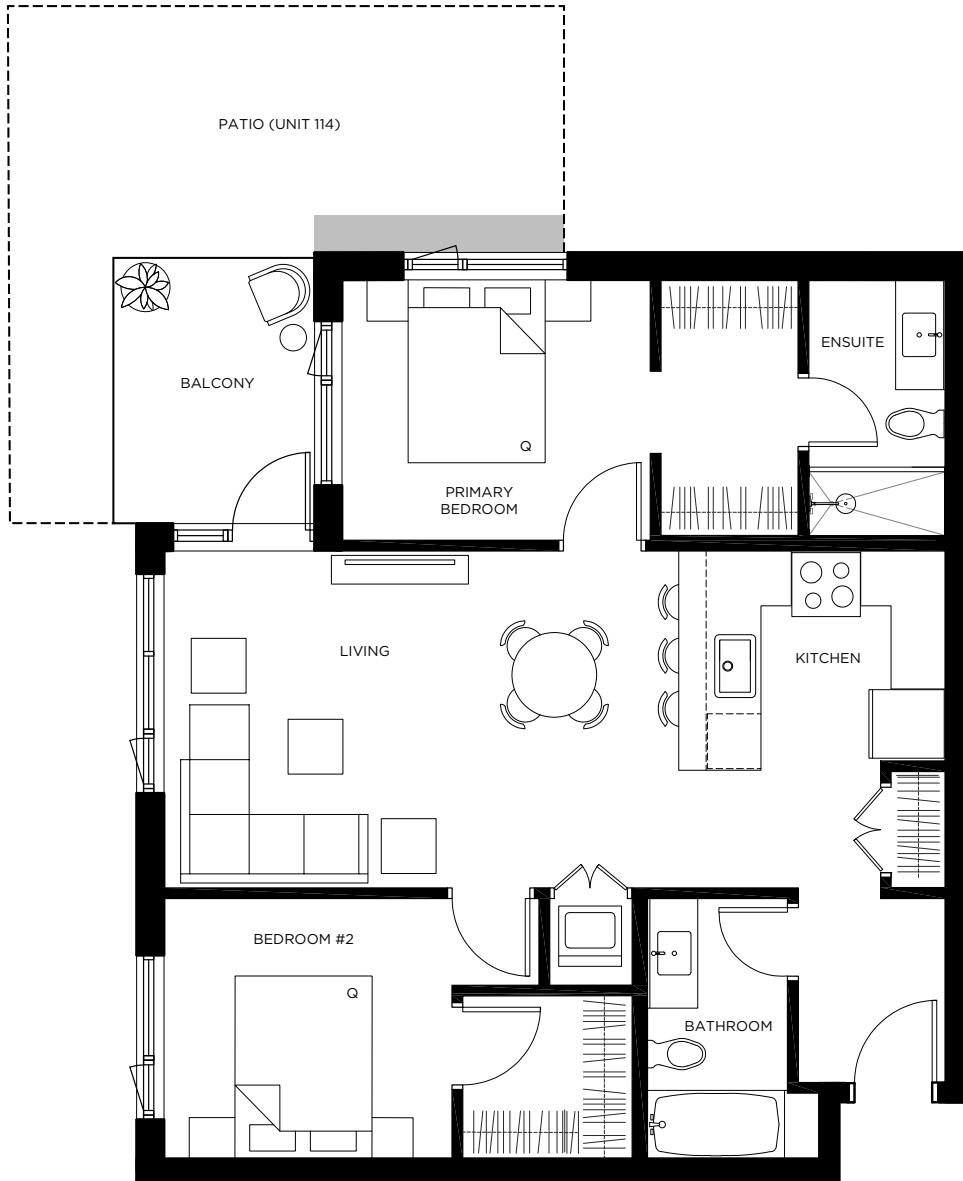 PATIO (UNIT 114)
ENSUITE
BALCONY
Q
PRIMARY
BEDROOM
LIVING
KITCHEN
BEDROOM #2
Q
BATHROOM